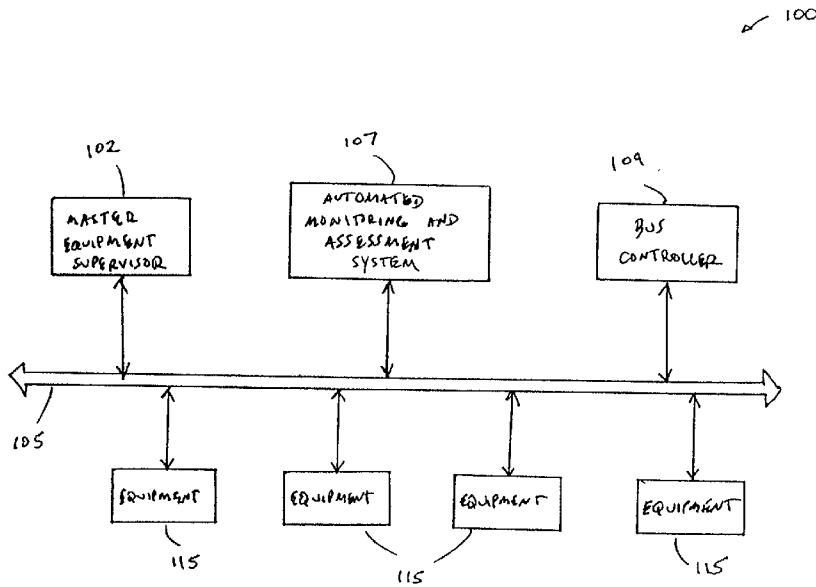 100
102
107
109
MASTER
EQUIPMENT
SUPERVISOR
AUTOMATED
MONITORING AND
ASSESSMENT
SYSTEM
BUS
CONTROLLER
105
EQUIPMENT
EQUIPMENT
EQUIPMENT
EQUIPMENT
115
115
115